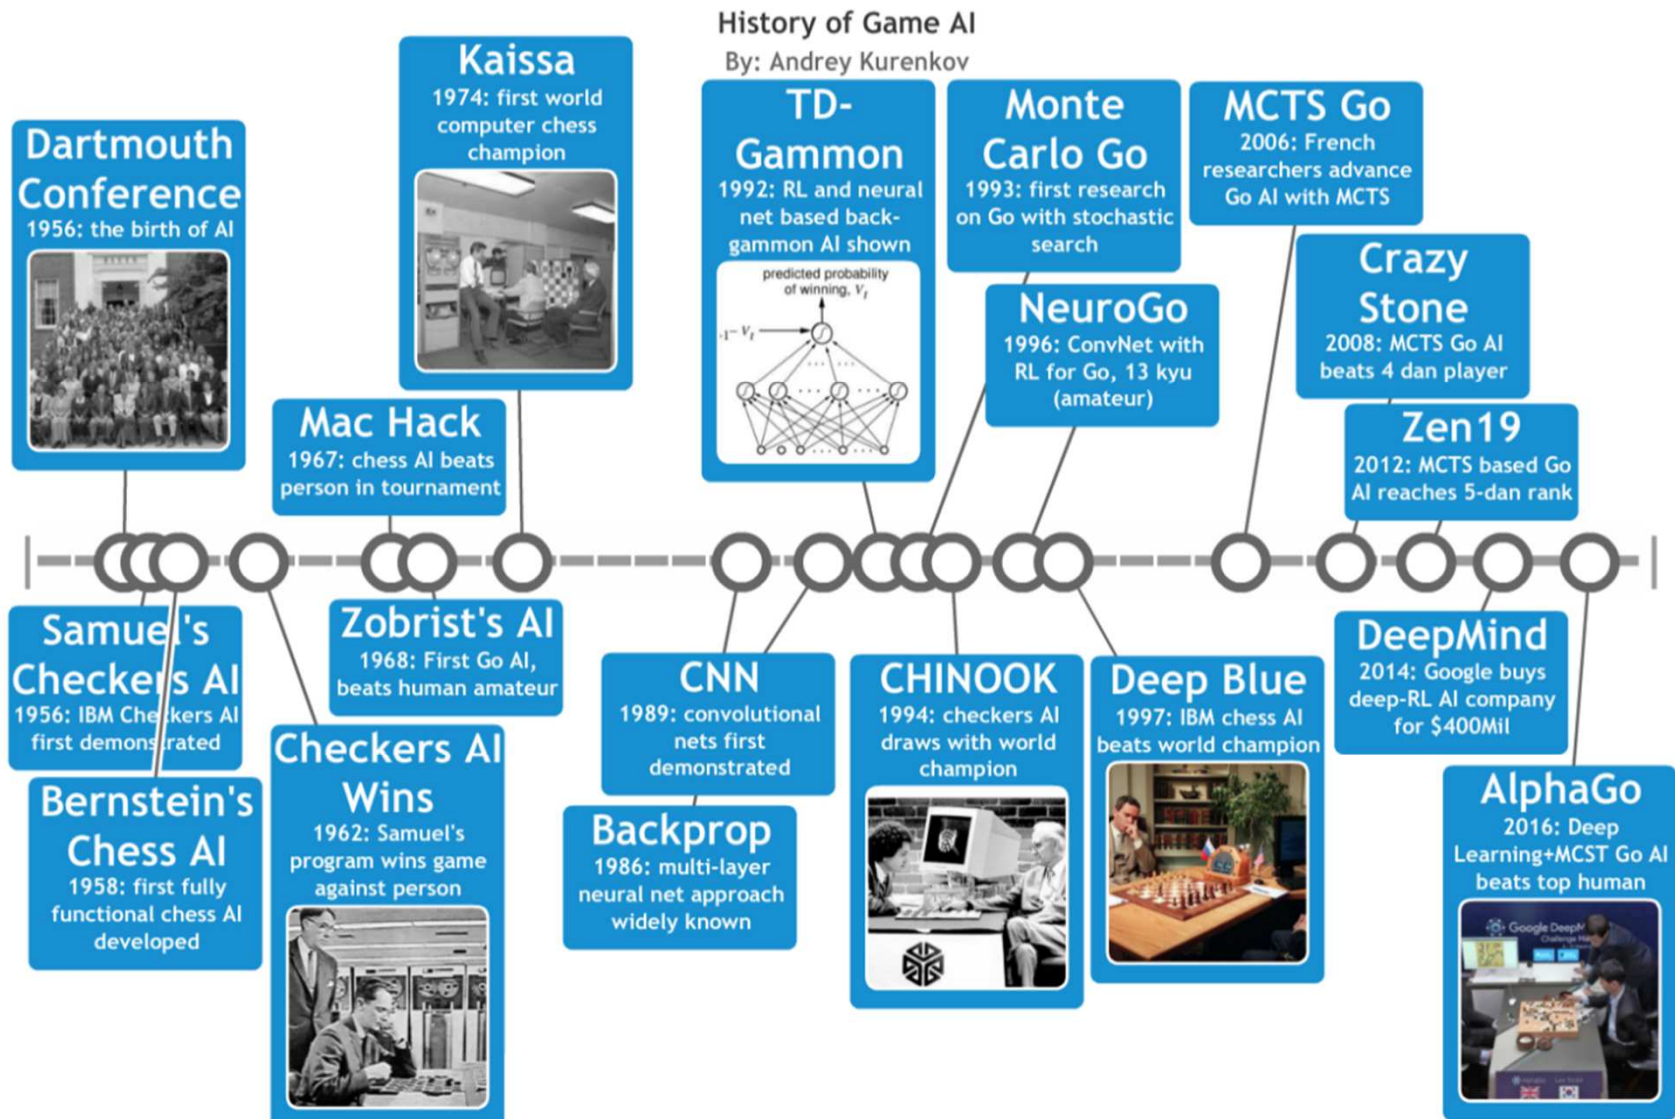 History of Game AI
By: Andrey Kurenkov
Dartmouth
Conference
1956: the birth of AI
Samuel's
Checkers AI
1956: IBM Checkers AI
first demonstrated
Bernstein's
Chess AI
1958: first fully
functional chess AI
developed
Checkers AI
Wins
1962: Samuel's
program wins game
against person
Mac Hack
1967: chess AI beats
person in tournament
Zobrist's AI
1968: First Go AI,
beats human amateur
Kaissa
1974: first world
computer chess
champion
Backprop
1986: multi-layer
neural net approach
widely known
CNN
1989: convolutional
nets first
demonstrated
TD-
Gammon
1992: RL and neural
net based back-
gammon AI shown
predicted probability
of winning, Vt
Monte
Carlo Go
1993: first research
on Go with stochastic
search
CHINOOK
1994: checkers AI
draws with world
champion
NeuroGo
1996: ConvNet with
RL for Go, 13 kyu
(amateur)
Deep Blue
1997: IBM chess AI
beats world champion
MCTS Go
2006: French
researchers advance
Go AI with MCTS
Crazy
Stone
2008: MCTS Go AI
beats 4 dan player
Zen19
2012: MCTS based Go
AI reaches 5-dan rank
DeepMind
2014: Google buys
deep-RL AI company
for $400Mil
AlphaGo
2016: Deep
Learning+MCST Go AI
beats top human
Google